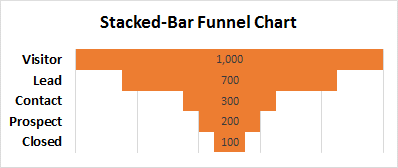 Stacked-Bar Funnel Chart
Visitor 1,000
Lead 700
Contact 300
Prospect 200
Closed 100